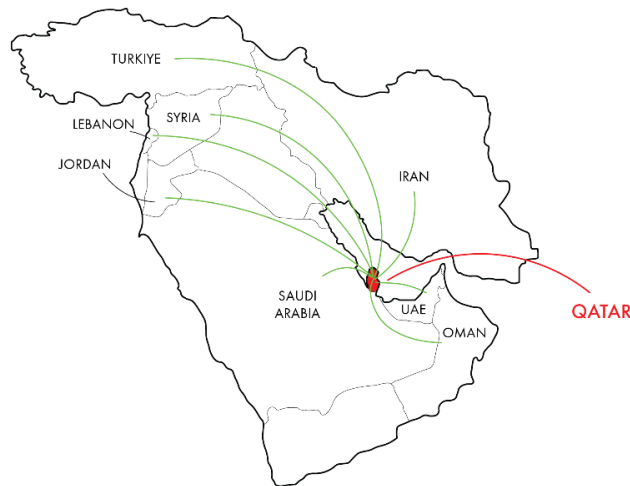 TURKIYE
SYRIA
LEBANON
JORDAN
IRAN
SAUDI
ARABIA
UAE
QATAR
OMAN